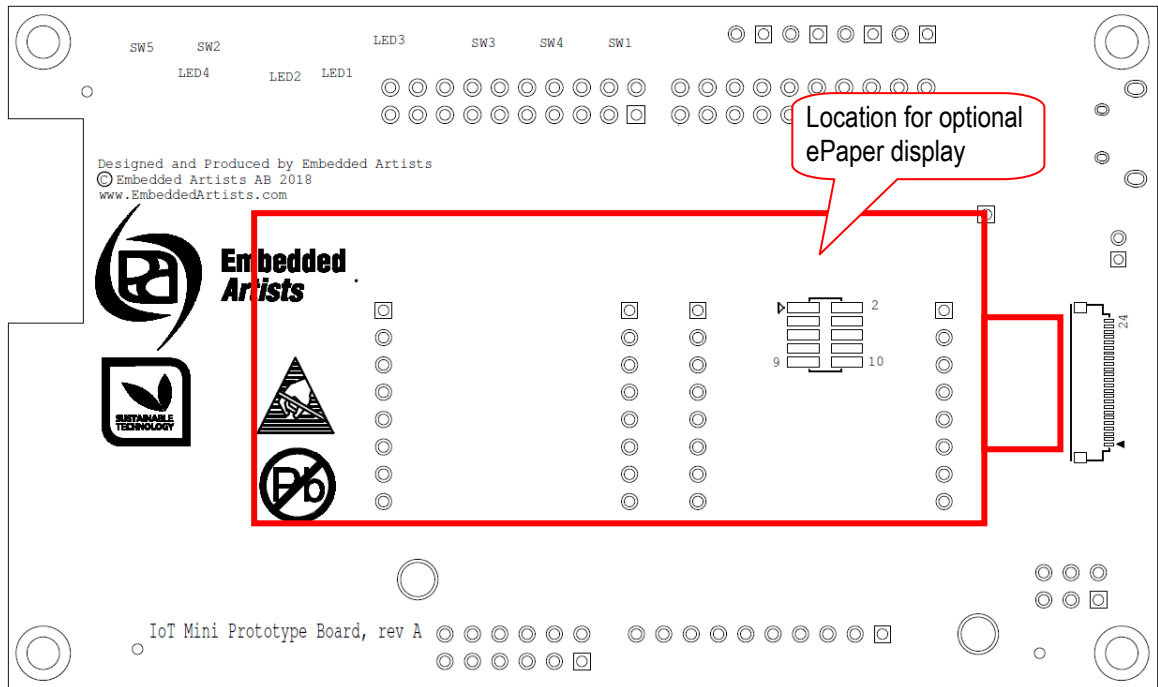 SW5 SW2 LED3 SW3 SW4 SW1
LED4 LED2 LED1
Location for optional
ePaper display
Designed and Produced by Embedded Artists
© Embedded Artists AB 2018
www.EmbeddedArtists.com
Embedded
Artists
2
24
9 10
SUSTAINABLE
TECHNOLOGY
Pb
IoT Mini Prototype Board, rev A